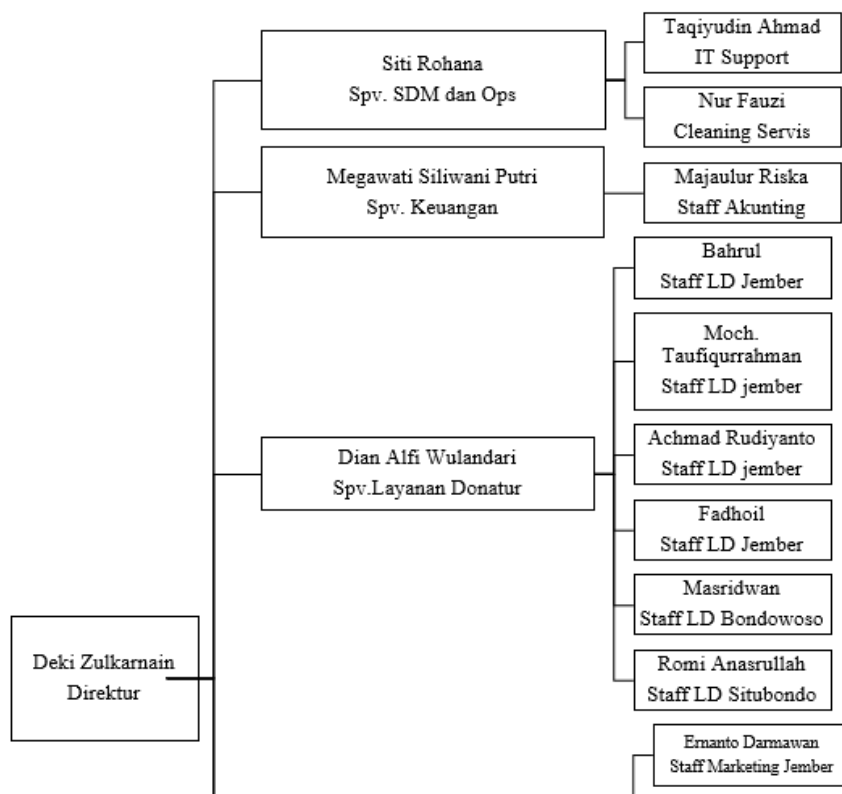 Taqiyudin Ahmad
IT Support
Siti Rohana
Spv. SDM dan Ops
Nur Fauzi
Cleaning Servis
Megawati Siliwani Putri
Spv. Keuangan
Majaulur Riska
Staff Akunting
Bahrul
Staff LD Jember
Moch.
Taufiqurrahman
Staff LD jember
Dian Alfi Wulandari
Spv.Layanan Donatur
Achmad Rudiyanto
Staff LD jember
Fadhoil
Staff LD Jember
Masridwan
Staff LD Bondowoso
Deki Zulkarnain
Direktur
Romi Anasrullah
Staff LD Situbondo
Ernanto Darmawan
Staff Marketing Jember